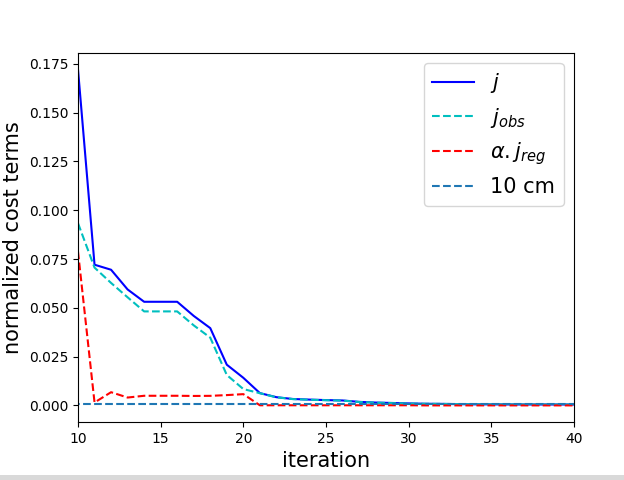 0.175
0.150
0.125
0.100
0.075
0.050
0.025
0.000
normalized cost terms
10 15 20 25 30 35 40
iteration
j
j_obs
α.j_reg
10 cm